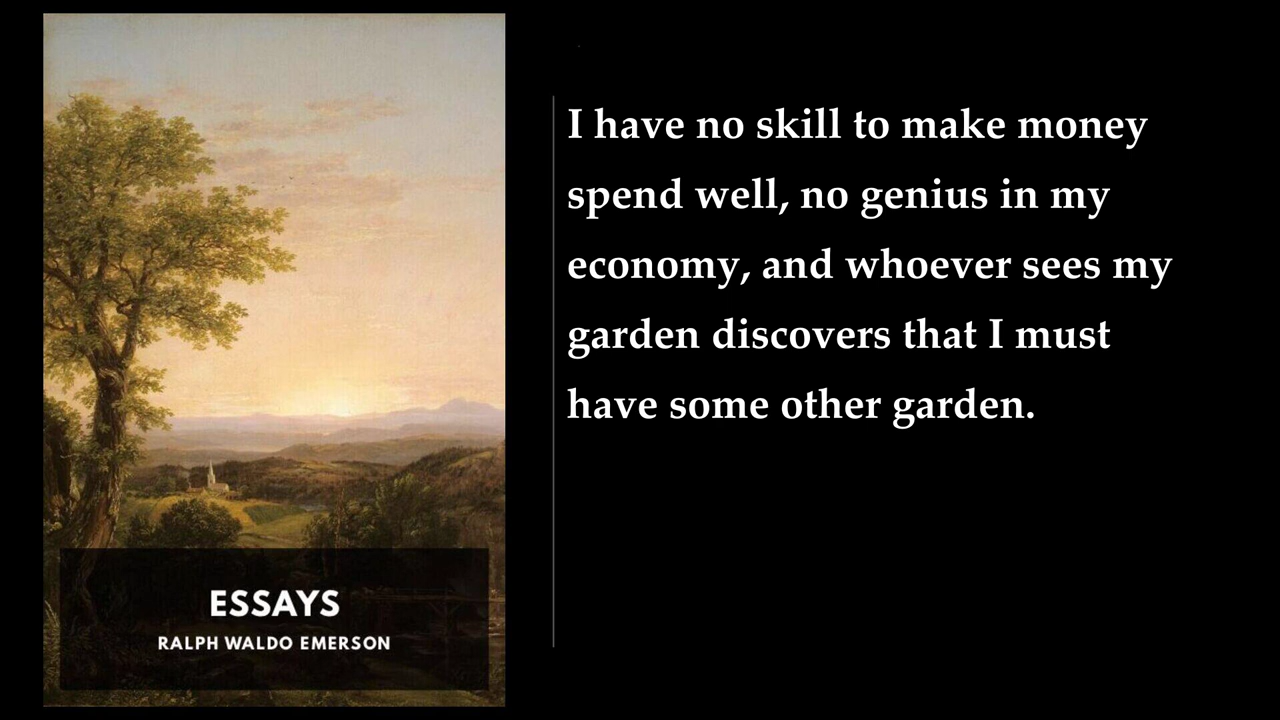 ESSAYS
RALPH WALDO EMERSON
I have no skill to make money
spend well, no genius in my
economy, and whoever sees my
garden discovers that I must
have some other garden.